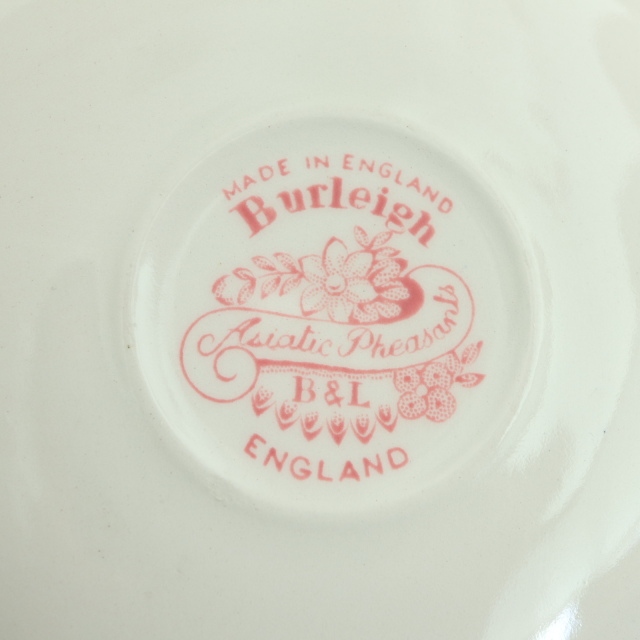 MADE IN ENGLAND
Burleigh
Asiatic Pheasants
B&L
ENGLAND